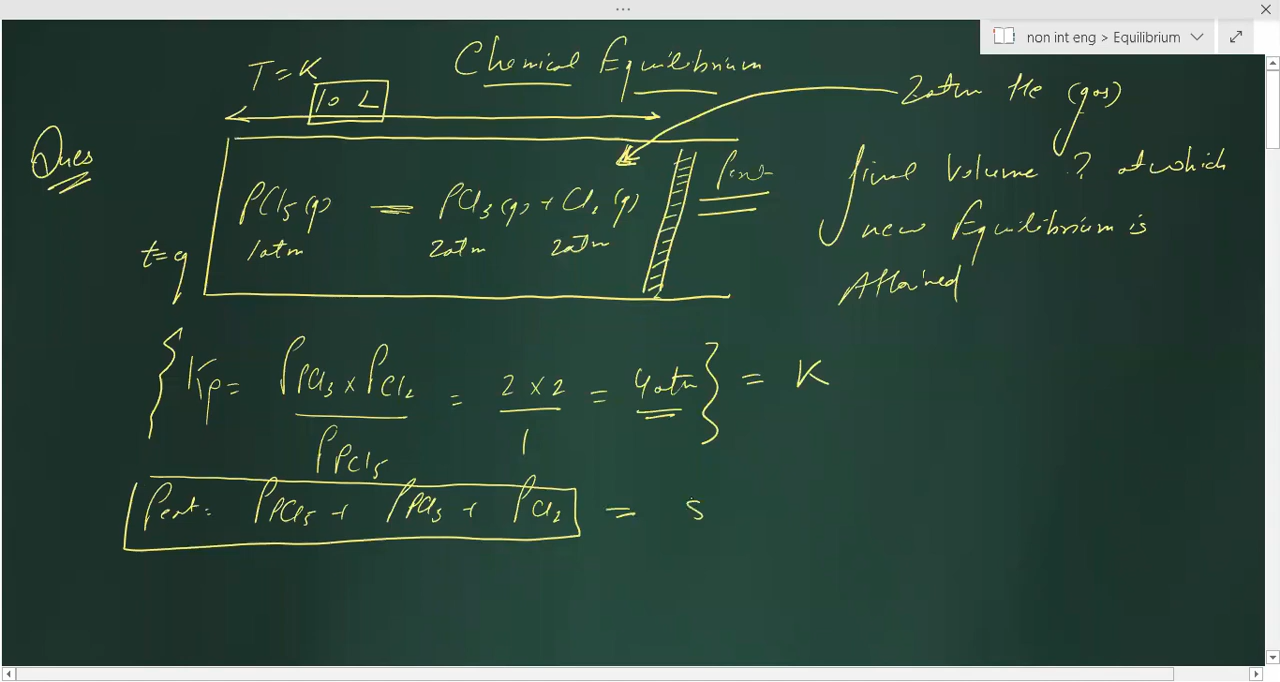 non int eng > Equilibrium
Chemical Equilibrium
T = K
10 L
2atm He (gas)
Ques
PCl5 (g) = PCl3 (g) + Cl2 (g)
Pext
t=eq 1atm 2atm 2atm
final Volume ? at which
new Equilibrium is
Attained
{ Kp = PPCl3 x PCl2 / PPCl5 = 2 x 2 / 1 = 4atm } = K
Pext = PPCl5 + PPCl3 + PCl2 = 5